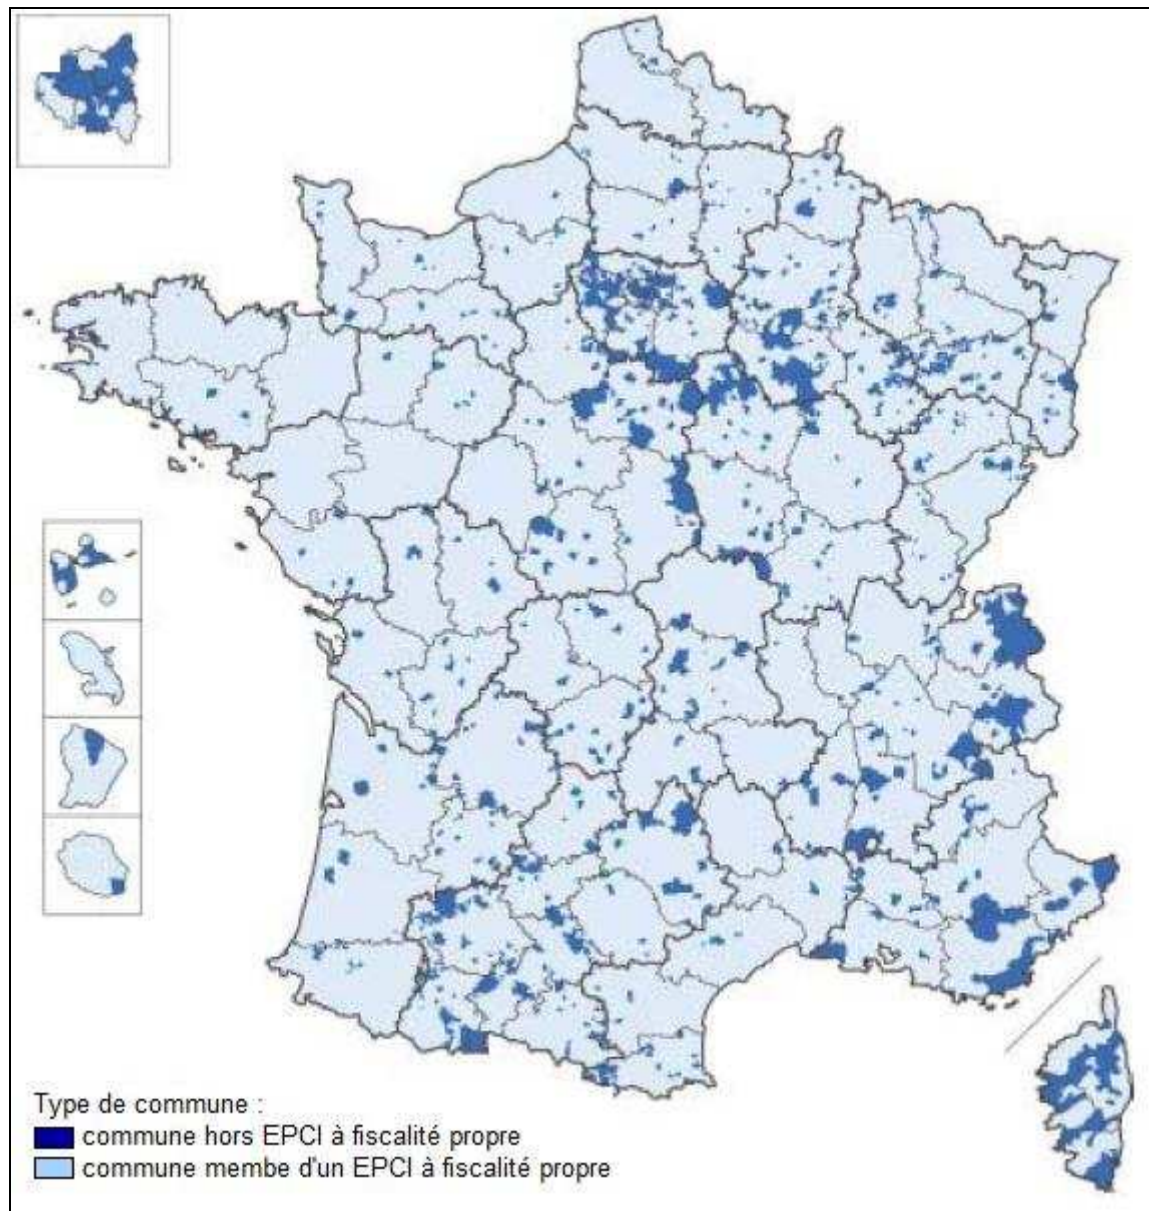 Type de commune :
commune hors EPCI à fiscalité propre
commune membe d'un EPCI à fiscalité propre